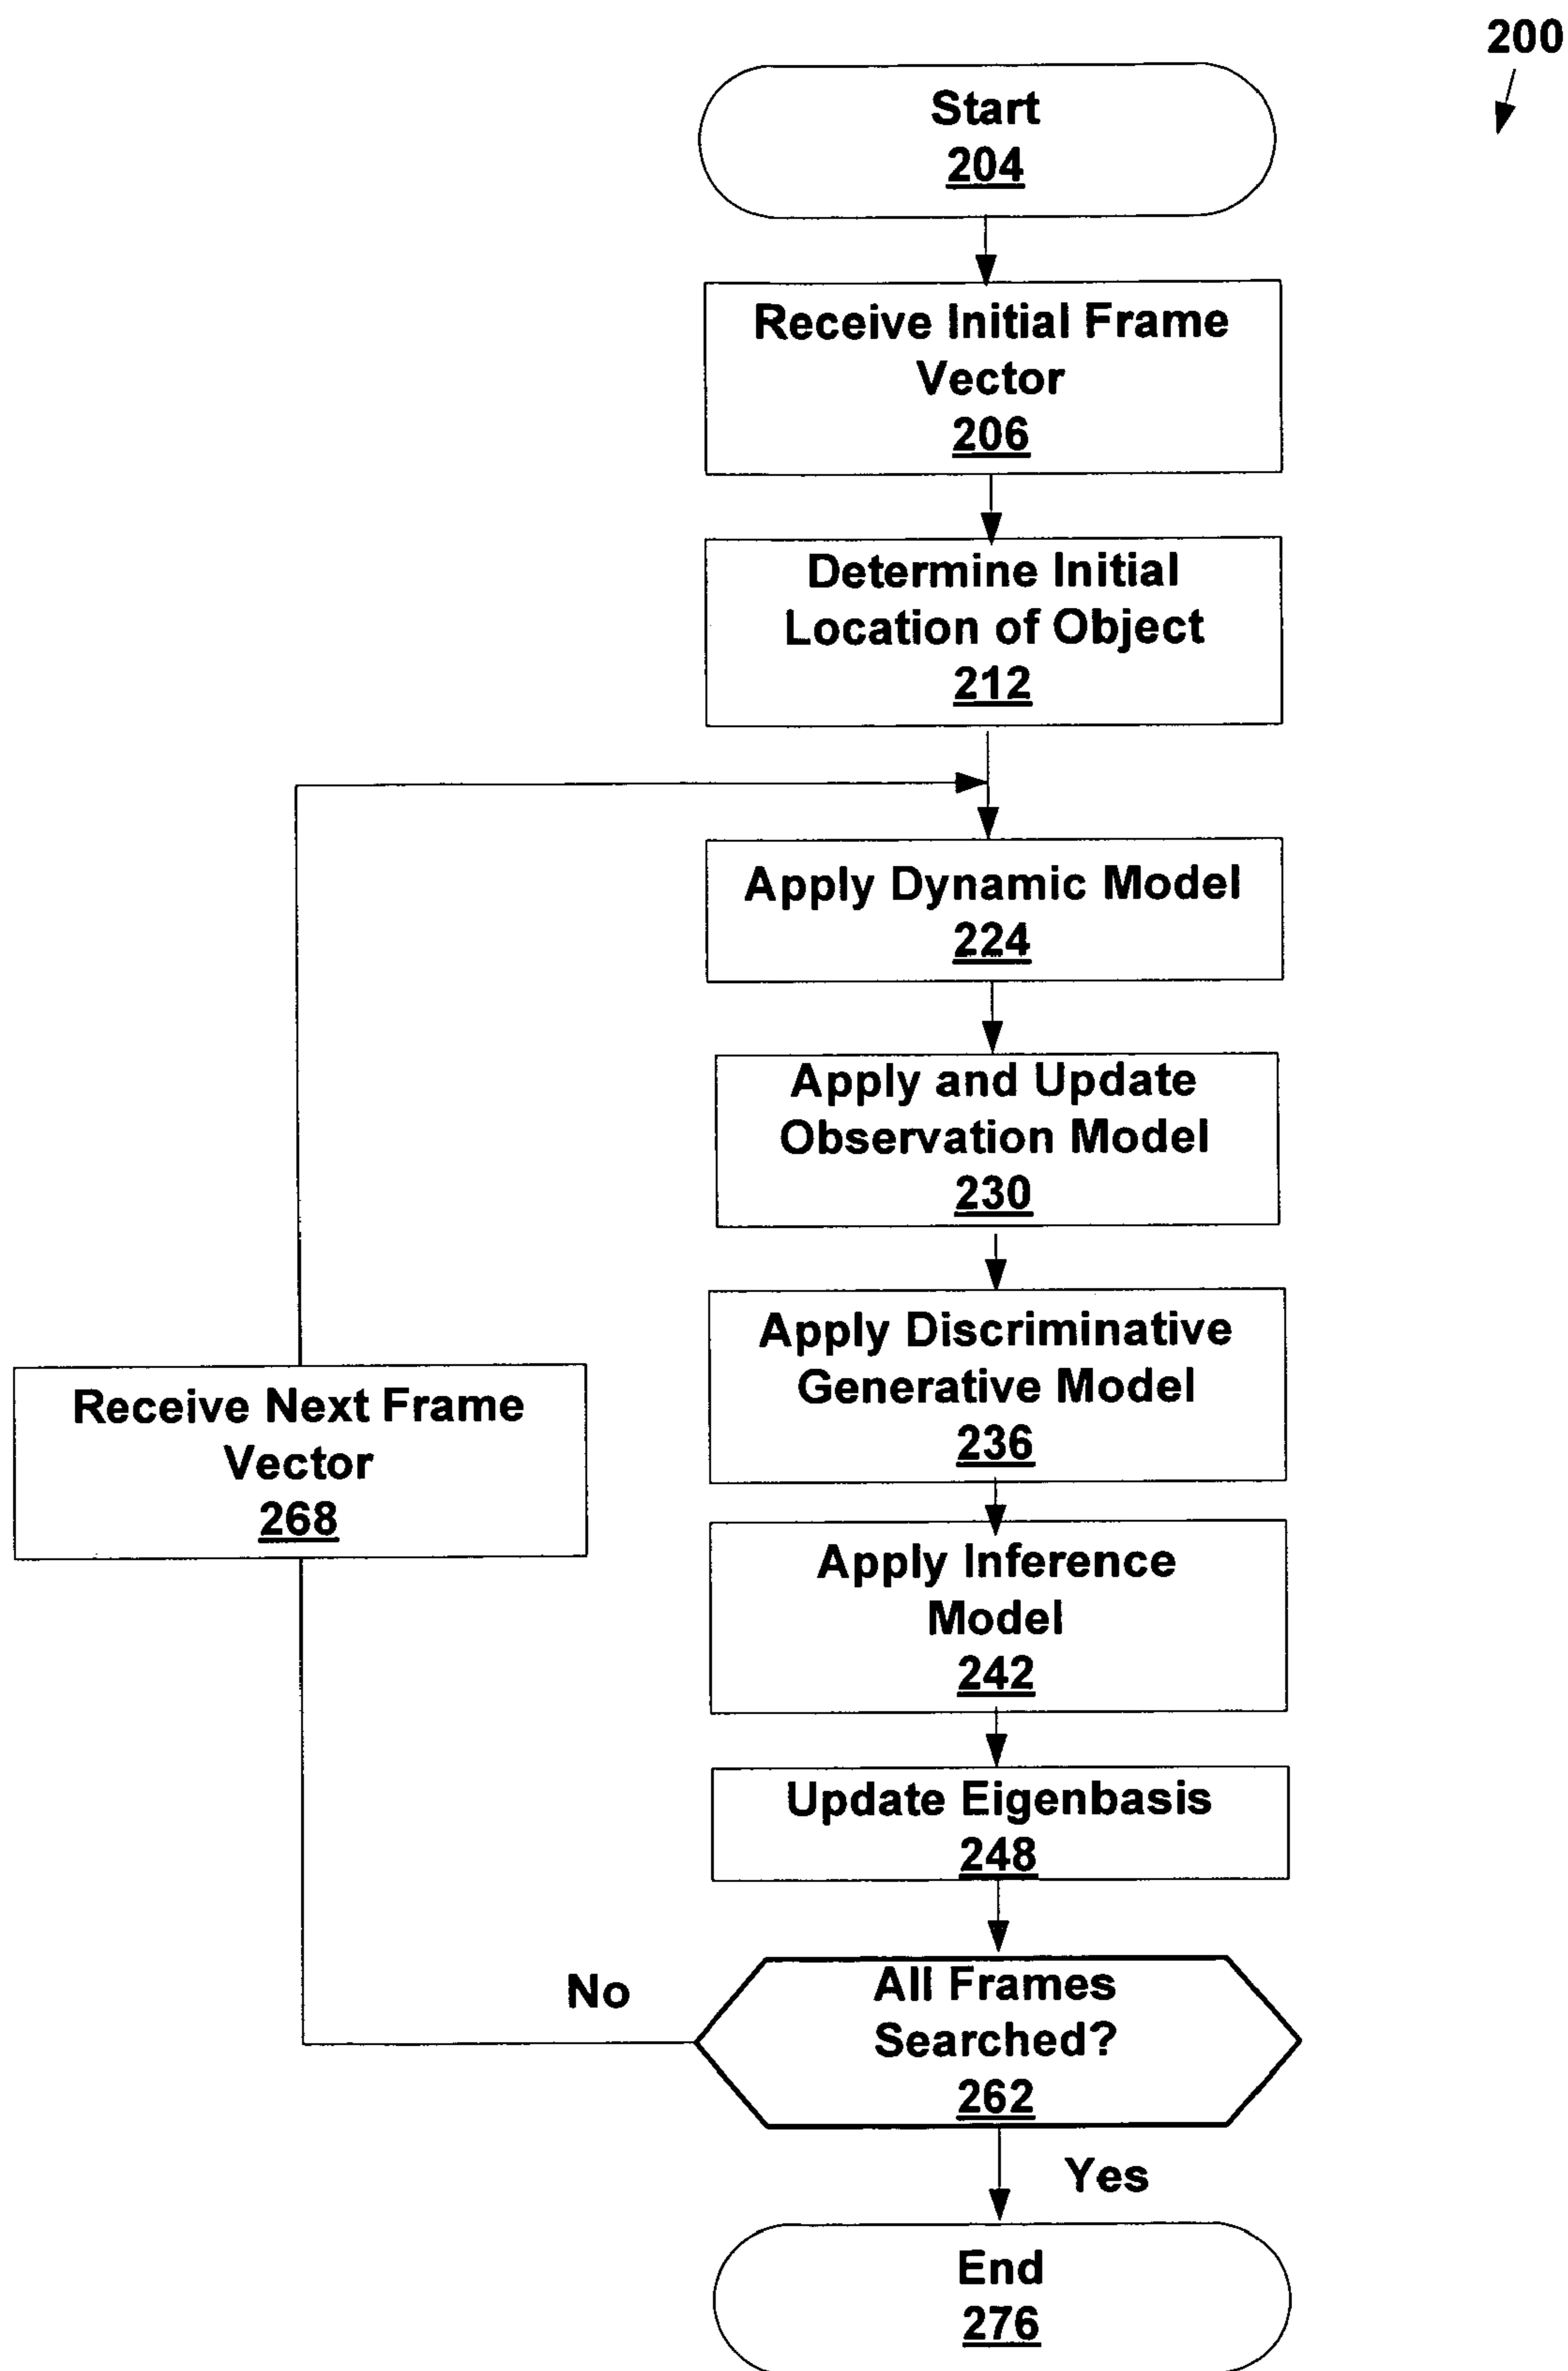 200
Start
204
Receive Initial Frame
Vector
206
Determine Initial
Location of Object
212
Apply Dynamic Model
224
Apply and Update
Observation Model
230
Apply Discriminative
Generative Model
236
Receive Next Frame
Vector
268
Apply Inference
Model
242
Update Eigenbasis
248
No
All Frames
Searched?
262
Yes
End
276